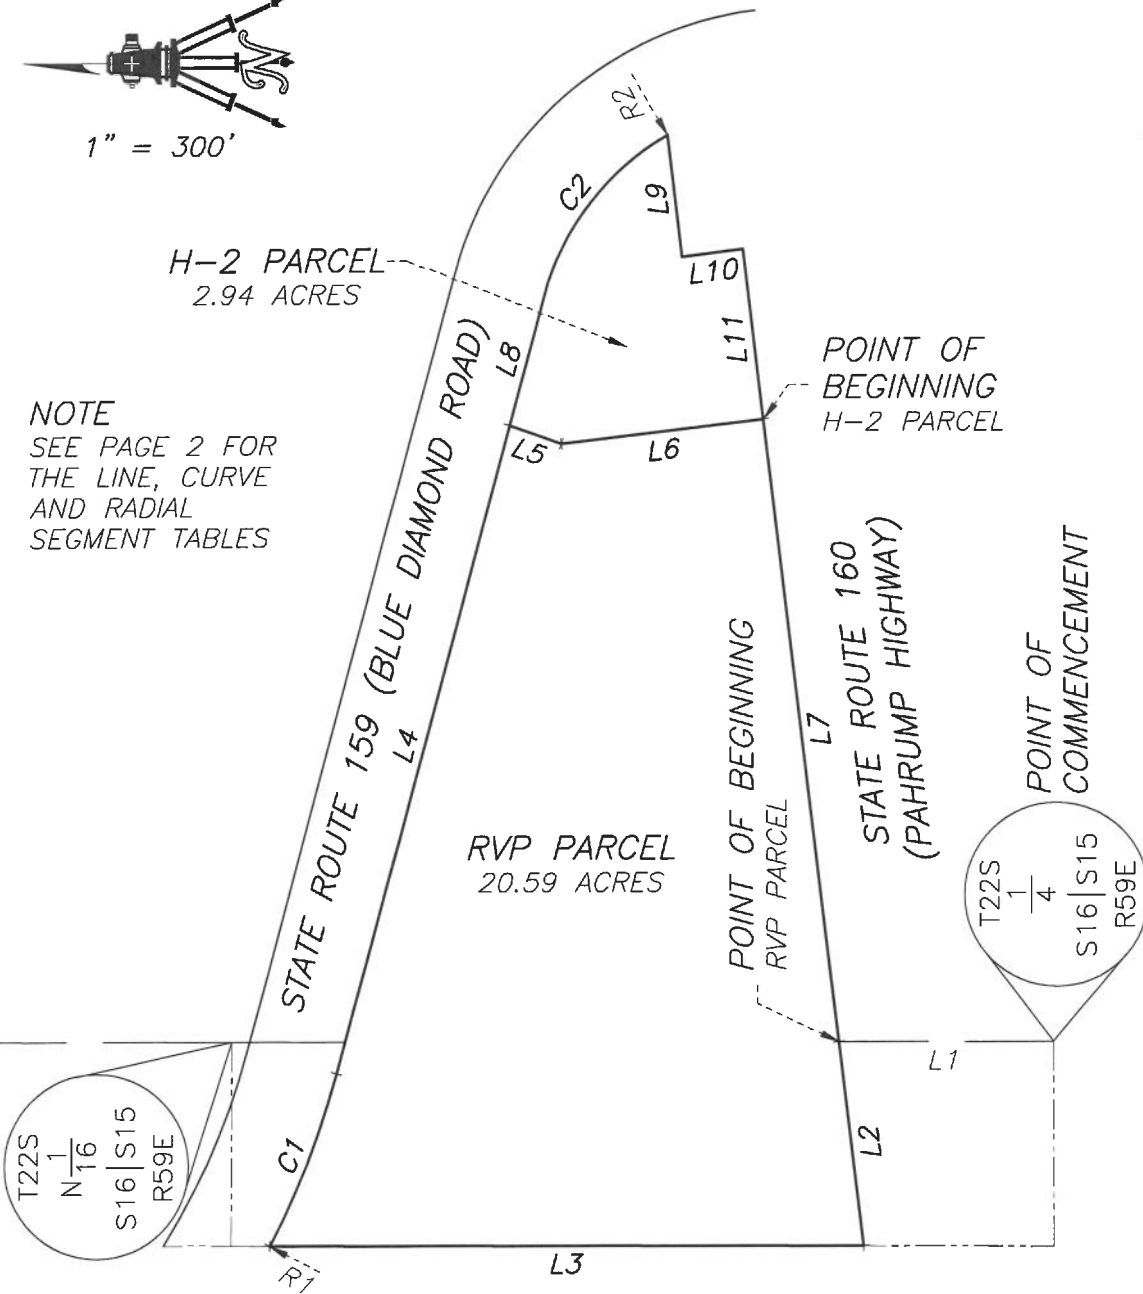 N
1" = 300'
R2
C2
L9
H-2 PARCEL
2.94 ACRES
L10
L11
L8
POINT OF
BEGINNING
H-2 PARCEL
NOTE
SEE PAGE 2 FOR
THE LINE, CURVE
AND RADIAL
SEGMENT TABLES
L5
L6
STATE ROUTE 159 (BLUE DIAMOND ROAD)
L4
L7
STATE ROUTE 160
(PAHRUMP HIGHWAY)
POINT OF
COMMENCEMENT
RVP PARCEL
20.59 ACRES
POINT OF BEGINNING
RVP PARCEL
T22S
1
4
S16|S15
R59E
L1
T22S
N 1
16
S16|S15
R59E
C1
L2
R1
L3